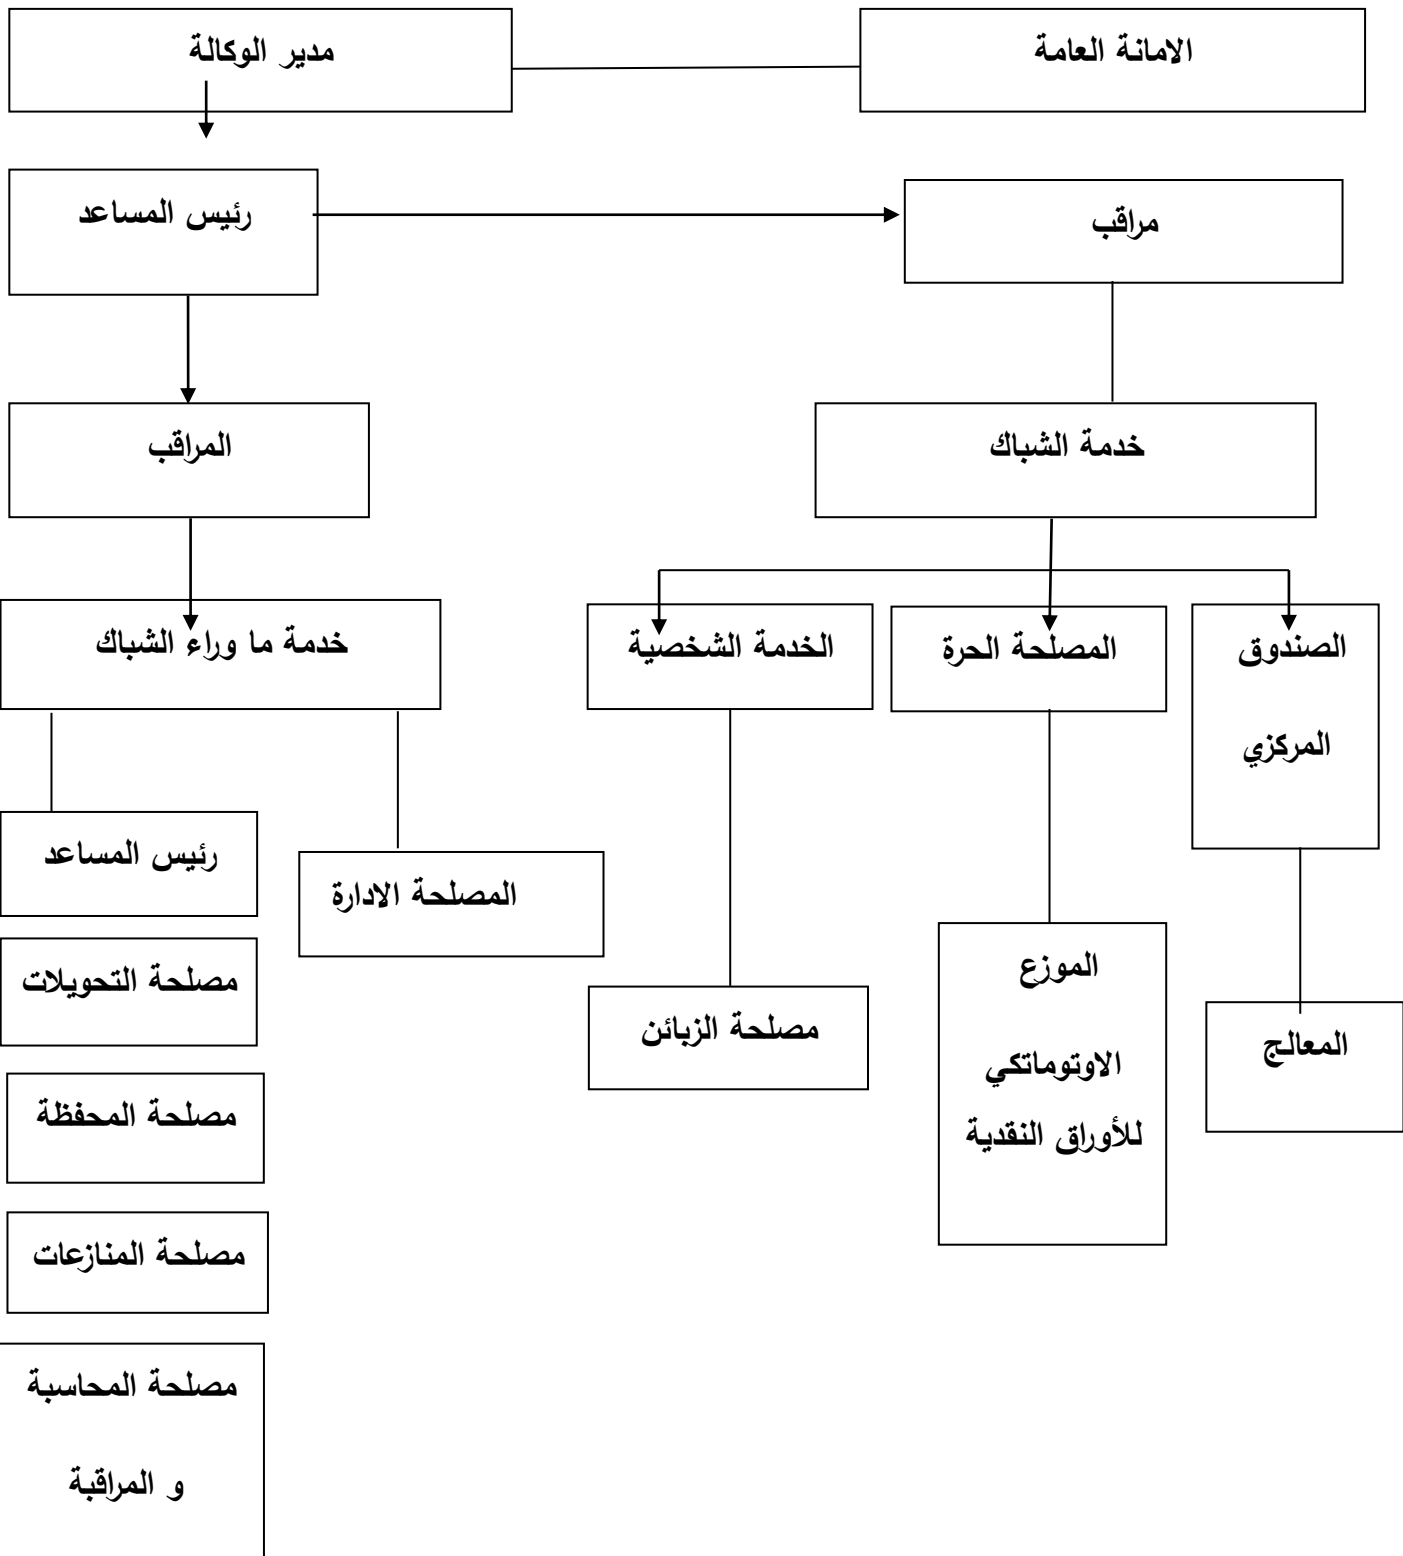 الامانة العامة
مدير الوكالة
مراقب
رئيس المساعد
خدمة الشباك
المراقب
الصندوق
المركزي
المصلحة الحرة
الخدمة الشخصية
خدمة ما وراء الشباك
المعالج
الموزع
الاوتوماتكي
للأوراق النقدية
مصلحة الزبائن
المصلحة الادارة
رئيس المساعد
مصلحة التحويلات
مصلحة المحفظة
مصلحة المنازعات
مصلحة المحاسبة
و المراقبة